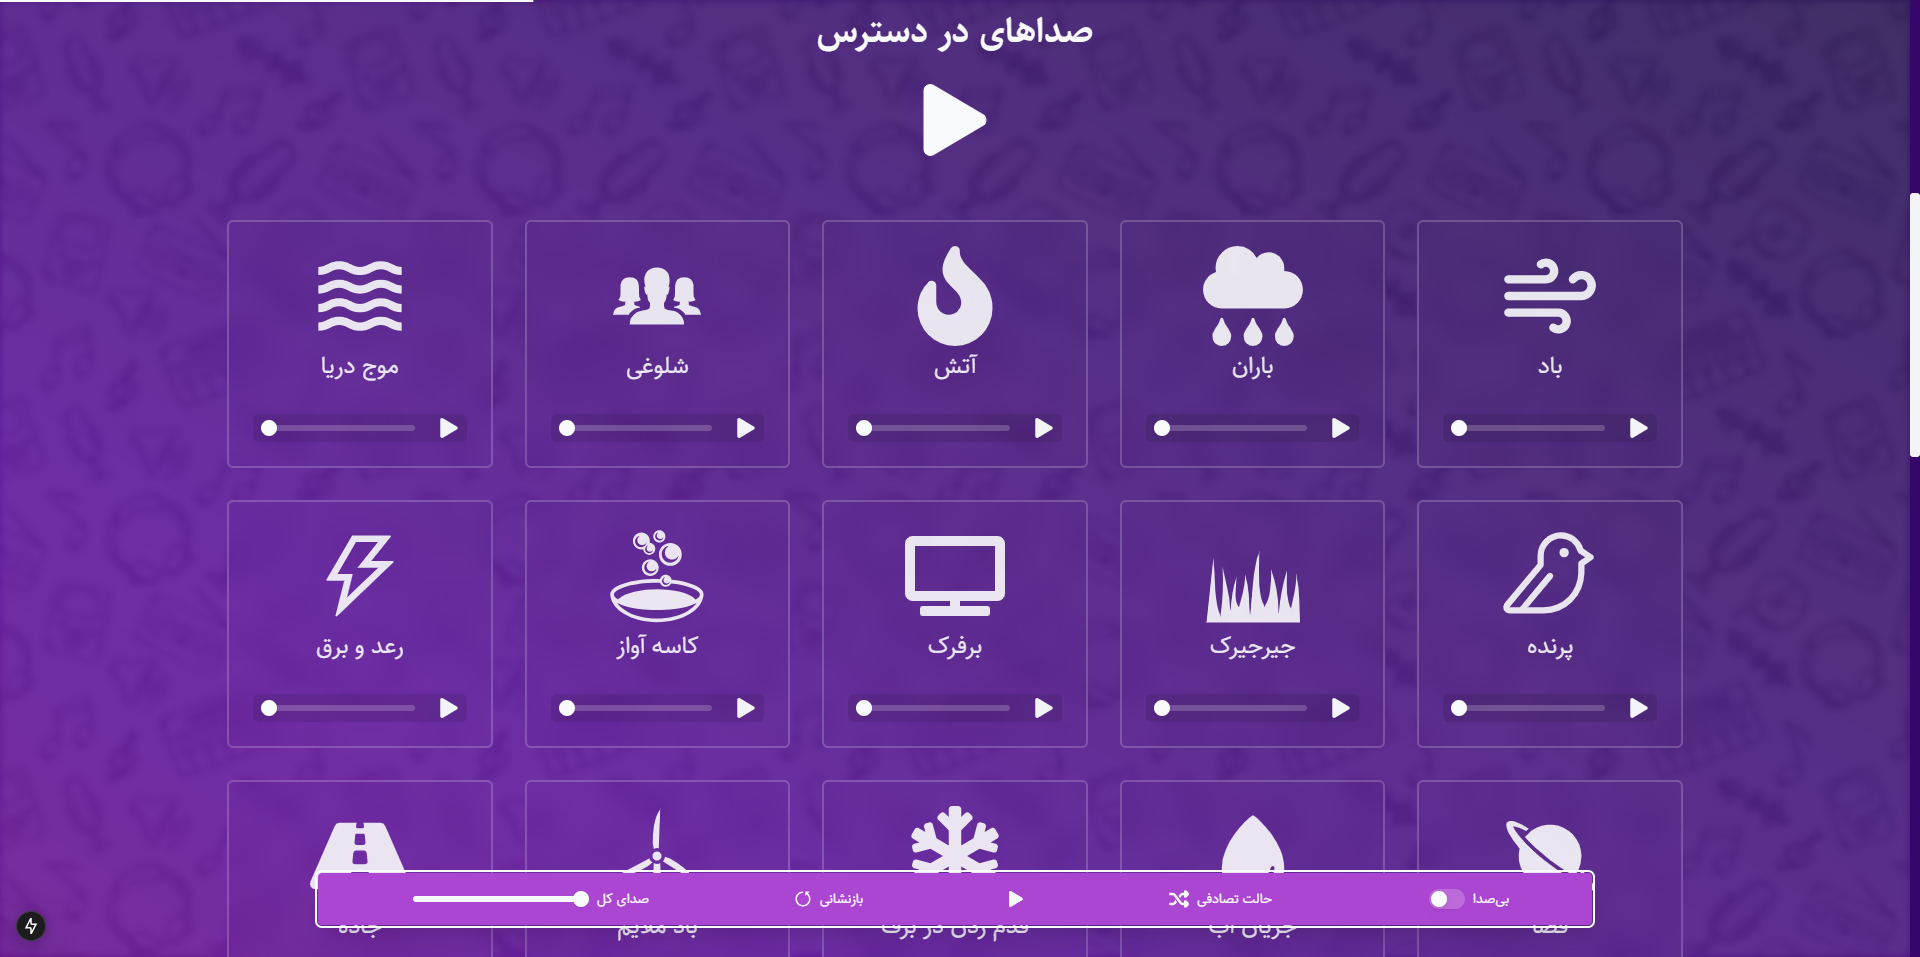 صداهای در دسترس
باد
باران
آتش
شلوغی
موج دریا
پرنده
جیرجیرک
برفرک
کاسه آواز
رعد و برق
بی‌صدا
حالت تصادفی
بازنشانی
صدای کل
فضا
جریان آب
قدم زدن در برف
باد ملایم
جاده